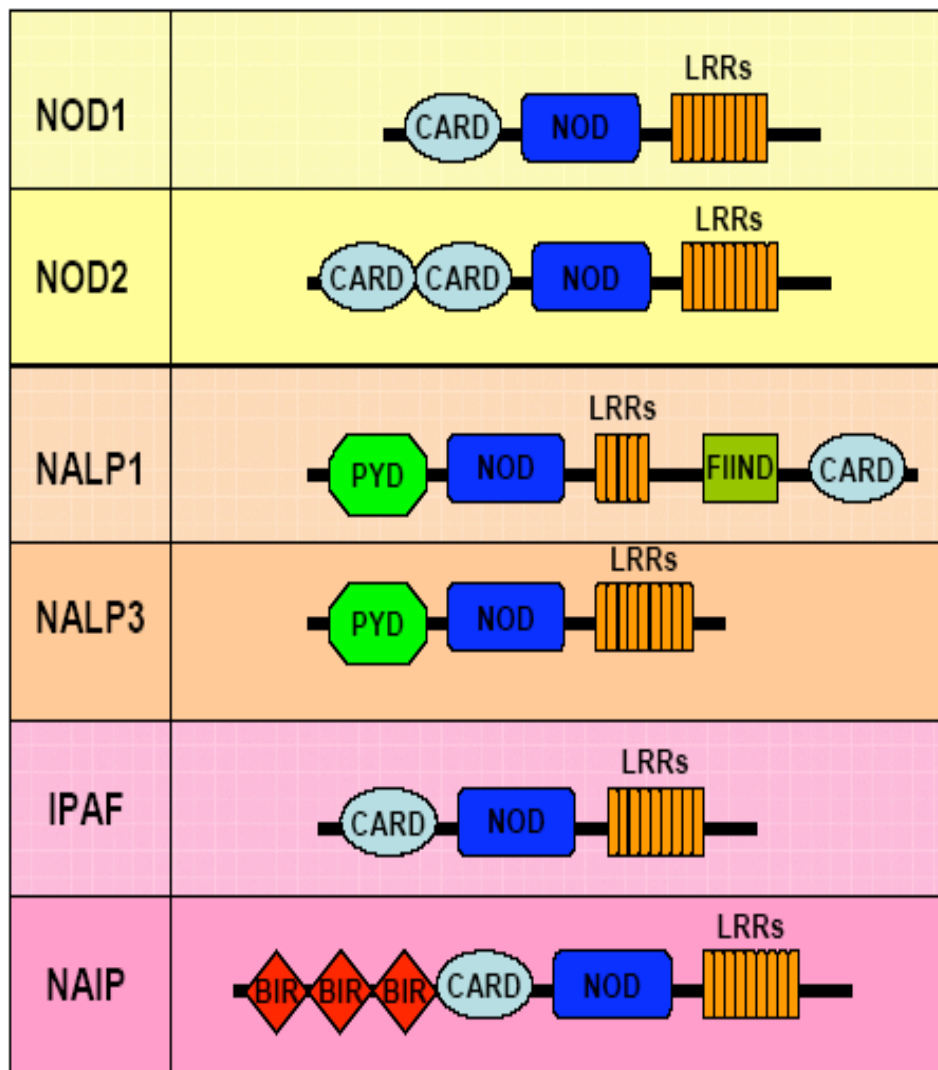 LRRs
NOD1 CARD NOD
LRRs
NOD2 CARD CARD NOD
LRRs
NALP1 PYD NOD FIIND CARD
LRRs
NALP3 PYD NOD
LRRs
IPAF CARD NOD
LRRs
NAIP BIR BIR BIR CARD NOD